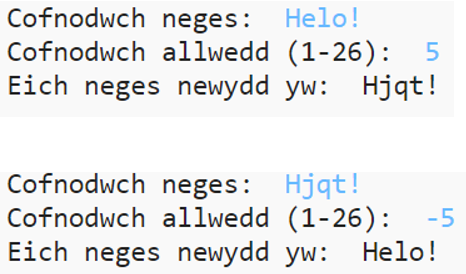 Cofnodwch neges: Helo!
Cofnodwch allwedd (1-26): 5
Eich neges newydd yw: Hjqt!
Cofnodwch neges: Hjqt!
Cofnodwch allwedd (1-26): -5
Eich neges newydd yw: Helo!